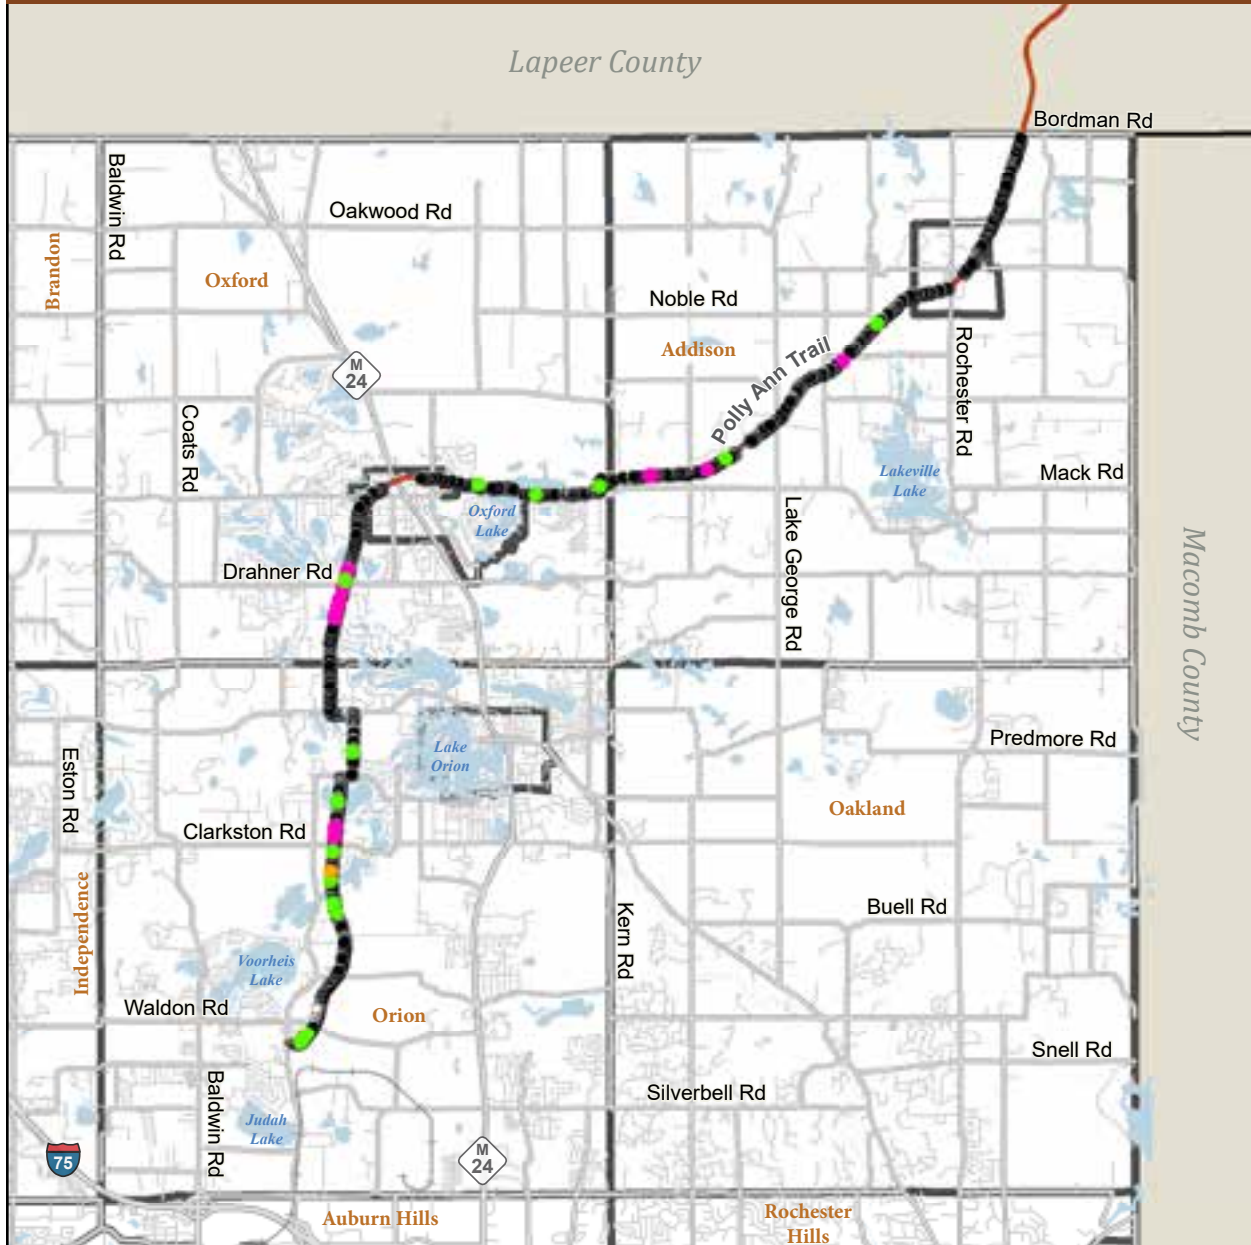 Lapeer County
Bordman Rd
Baldwin Rd
Oakwood Rd
Brandon
Oxford
Noble Rd
Addison
Rochester Rd
Polly Ann Trail
M
24
Coats Rd
Lakeville
Lake
Mack Rd
Oxford
Lake
Lake George Rd
Macomb County
Drahner Rd
Predmore Rd
Lake
Orion
Eston Rd
Oakland
Clarkston Rd
Independence
Buell Rd
Kern Rd
Voorheis
Lake
Waldon Rd
Orion
Snell Rd
Baldwin Rd
Silverbell Rd
Judah
Lake
75
M
24
Auburn Hills
Rochester
Hills